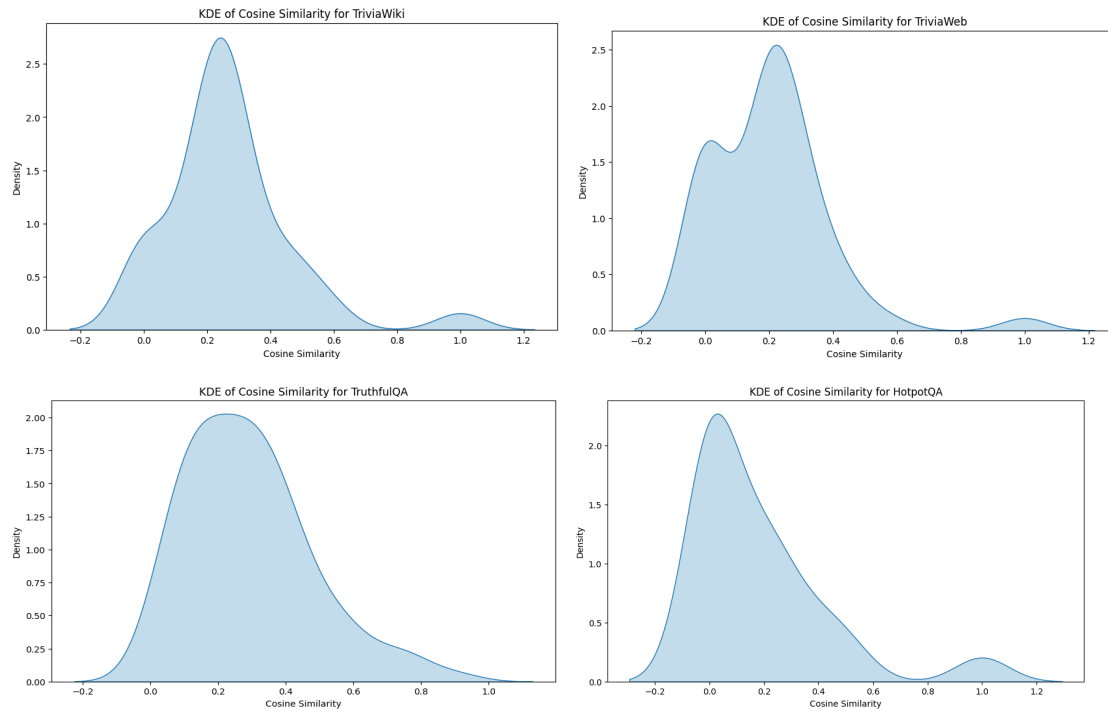 KDE of Cosine Similarity for TriviaWiki
2.5
2.0
1.5
1.0
0.5
0.0
Density
−0.2 0.0 0.2 0.4 0.6 0.8 1.0 1.2
Cosine Similarity
KDE of Cosine Similarity for TriviaWeb
2.5
2.0
1.5
1.0
0.5
0.0
Density
−0.2 0.0 0.2 0.4 0.6 0.8 1.0 1.2
Cosine Similarity
KDE of Cosine Similarity for TruthfulQA
2.00
1.75
1.50
1.25
1.00
0.75
0.50
0.25
0.00
Density
−0.2 0.0 0.2 0.4 0.6 0.8 1.0
Cosine Similarity
KDE of Cosine Similarity for HotpotQA
2.0
1.5
1.0
0.5
0.0
Density
−0.2 0.0 0.2 0.4 0.6 0.8 1.0 1.2
Cosine Similarity